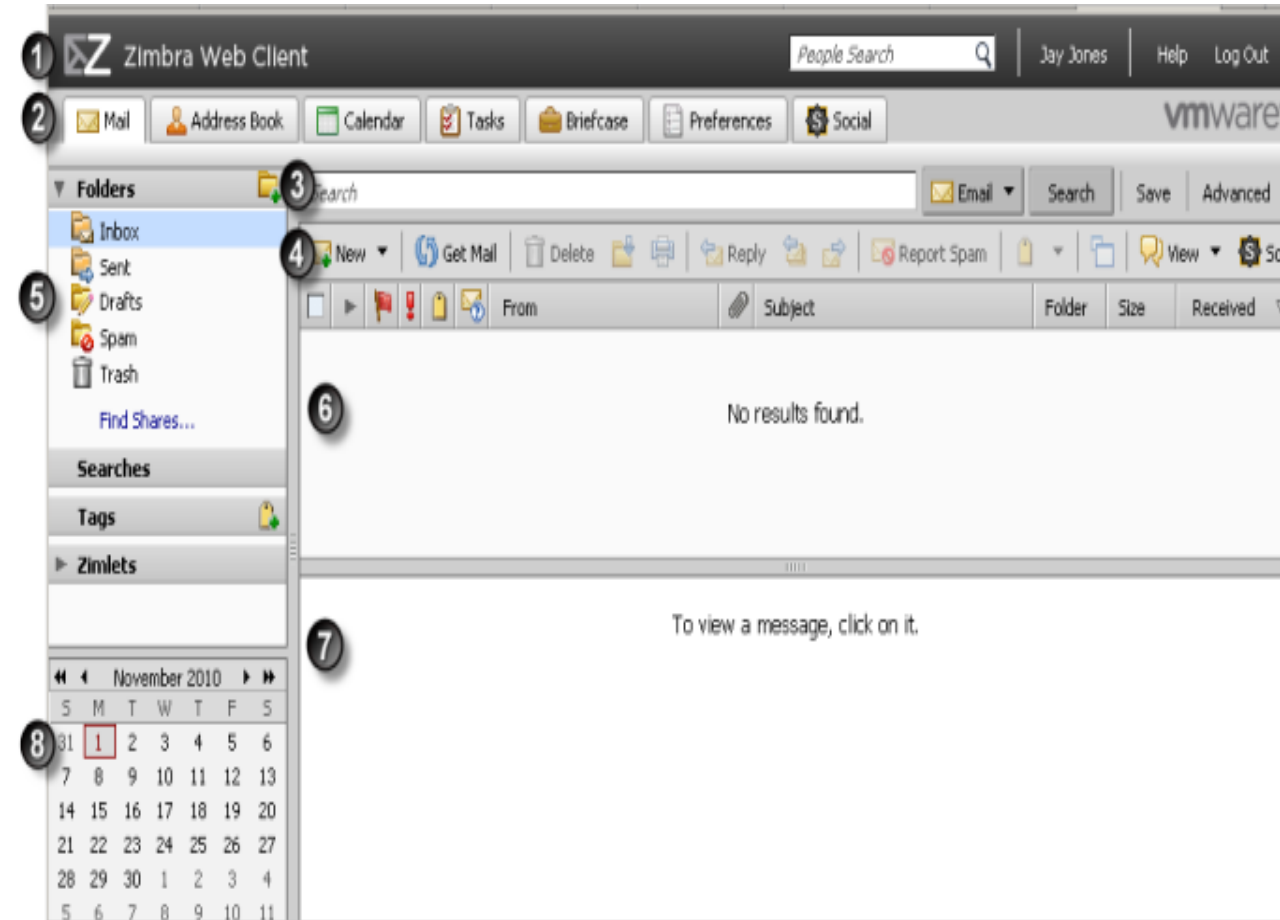 1 Z Zimbra Web Client People Search Jay Jones Help Log Out
2 Mail Address Book Calendar Tasks Briefcase Preferences Social vmware
Folders 3 Search Email Search Save Advanced
4 New Get Mail Delete Reply Report Spam View
Inbox
Sent
5 Drafts
From Subject Folder Size Received
Spam
Trash
6 No results found.
Find Shares...
Searches
Tags
Zimlets
7 To view a message, click on it.
November 2010
S M T W T F S
8 31 1 2 3 4 5 6
7 8 9 10 11 12 13
14 15 16 17 18 19 20
21 22 23 24 25 26 27
28 29 30 1 2 3 4
5 6 7 8 9 10 11